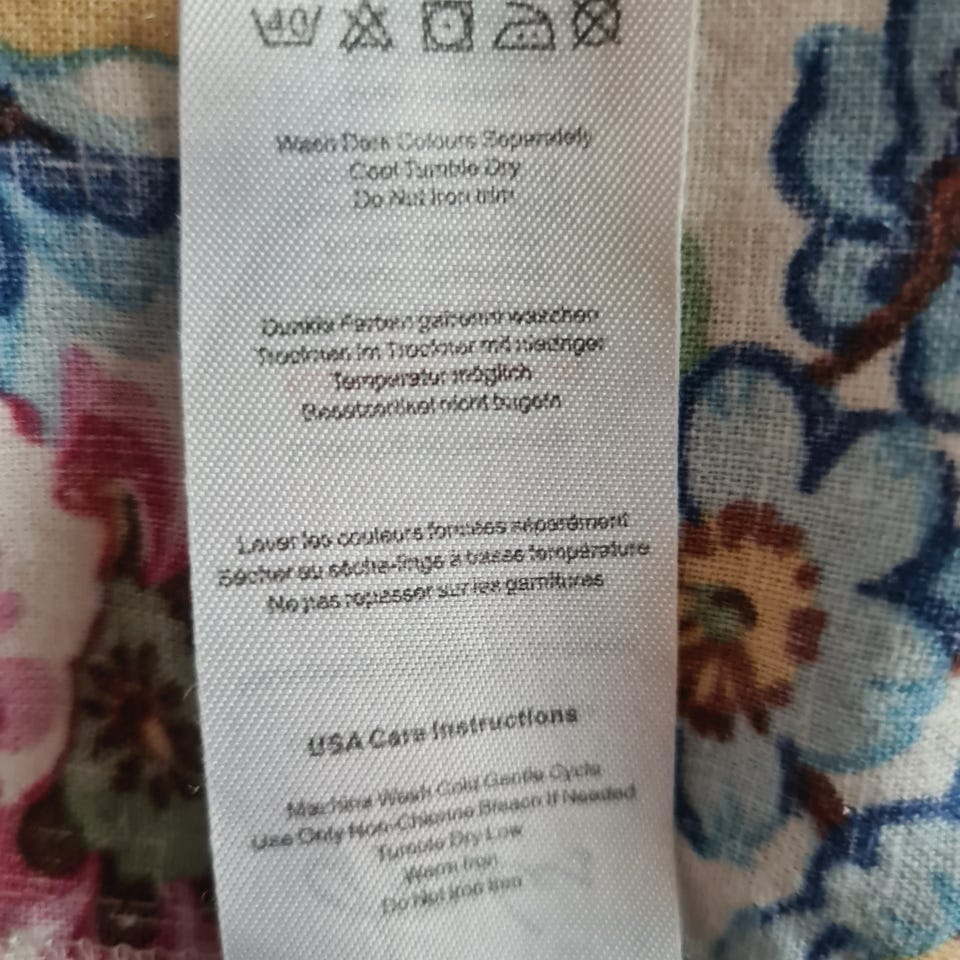 40
Wash Dark Colours Separately
Cool Tumble Dry
Do Not Iron trim
Dunkle Farben getrennt waschen
Trocknen im Trockner mit niedriger
Temperatur möglich
Besatzartikel nicht bügeln
Laver les couleurs foncées séparément
Sécher au sèche-linge à basse température
Ne pas repasser sur les garnitures
USA Care Instructions
Machine Wash Cold Gentle Cycle
Use Only Non-Chlorine Bleach If Needed
Tumble Dry Low
Warm Iron
Do Not Iron trim